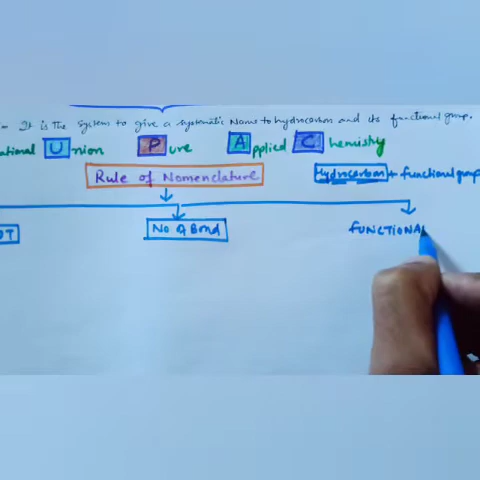 It is the system to give a systematic Name to hydrocarbon and its functional group.
ational Union Pure Applied Chemistry
Rule of Nomenclature
Hydrocarbon + functional group
OT
No of Bond
FUNCTIONAL